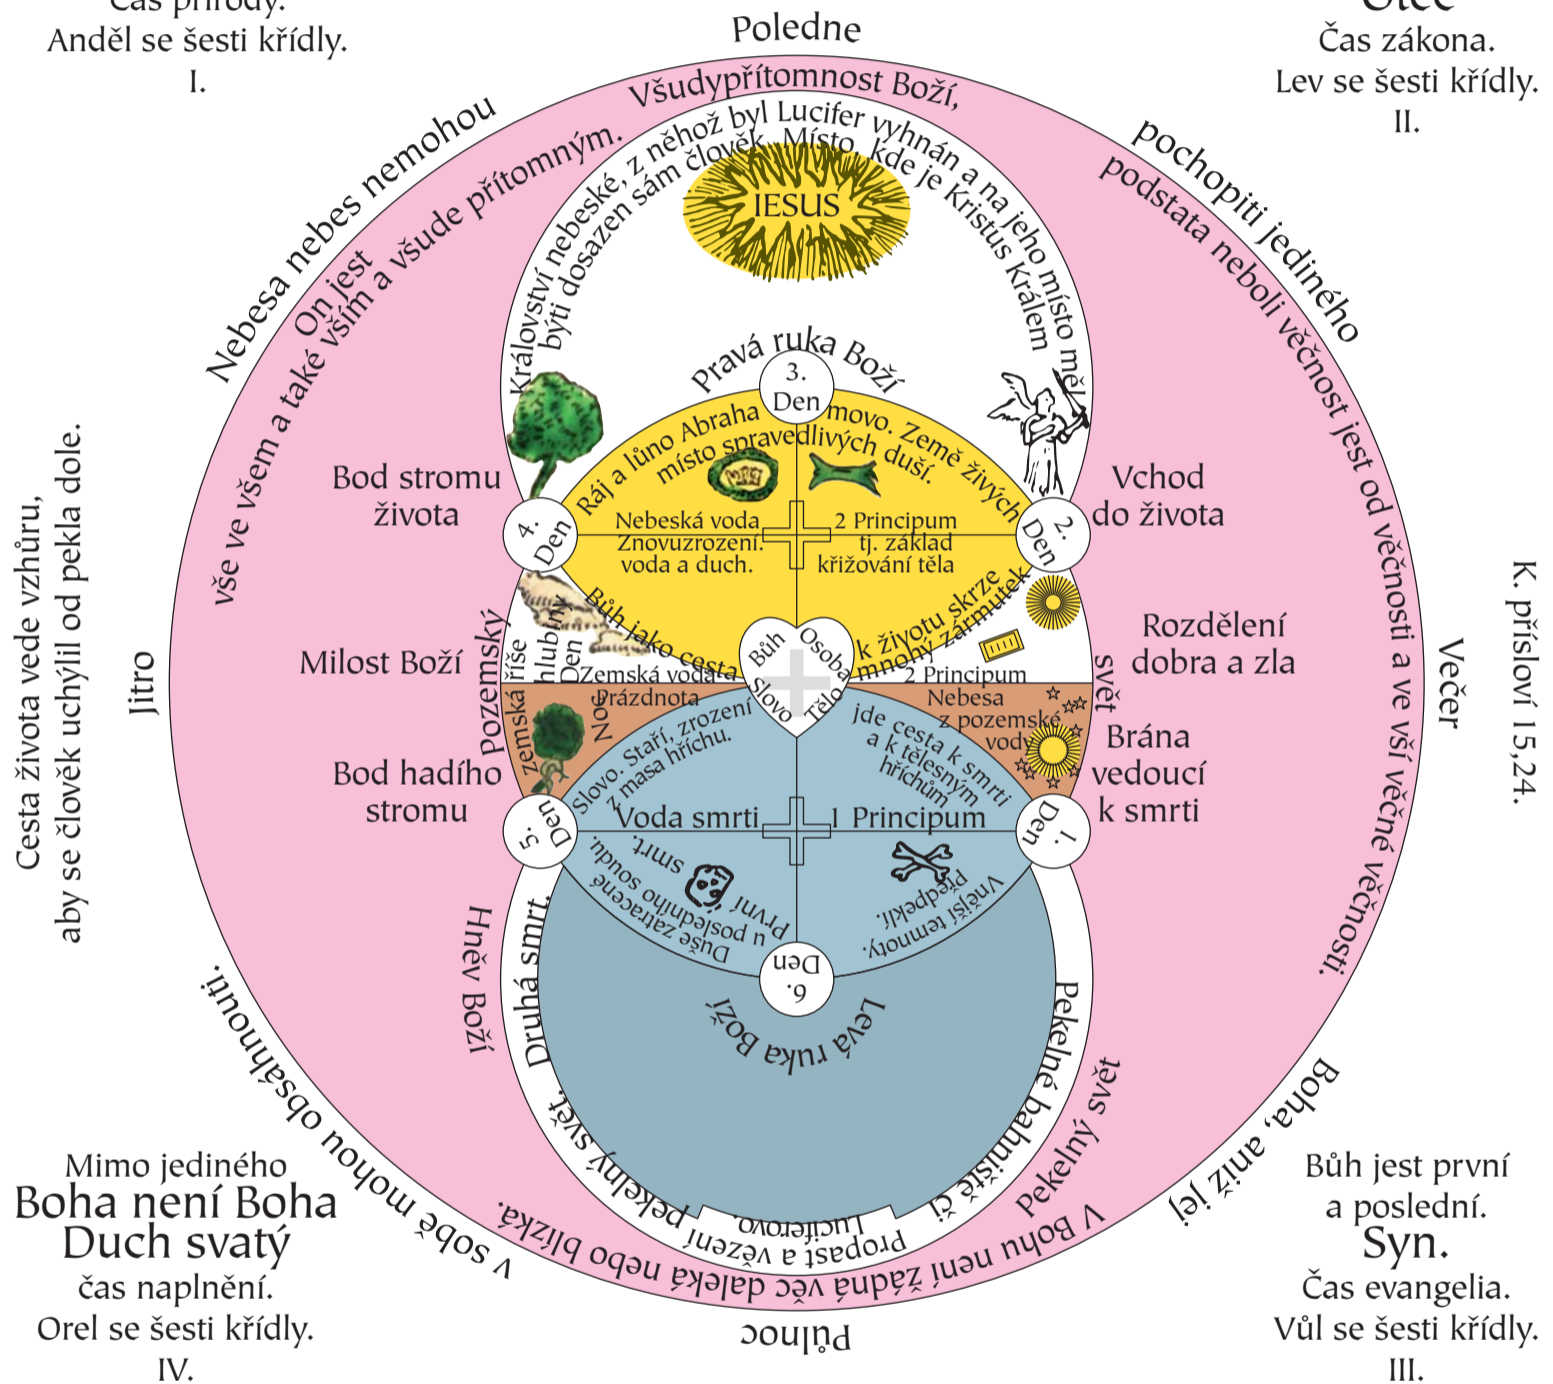 Čas přírody.
Anděl se šesti křídly.
I.
Otec
Čas zákona.
Lev se šesti křídly.
II.
Poledne
Nebesa nebes nemohou
pochopiti jediného
Boha, aniž jej
v sobě mohou obsáhnouti.
Večer
Půlnoc
Jitro
Všudypřítomnost Boží,
podstata neboli věčnost jest od věčnosti a ve vší věčné věčnosti.
V Bohu není žádná věc daleká nebo blízká.
On jest
vše ve všem a také vším a všude přítomným.
Království nebeské, z něhož byl Lucifer vyhnán a na jeho místo měl
býti dosazen sám člověk. Místo, kde je Kristus Králem
IESUS
Pravá ruka Boží
3.
Den
Ráj a lůno Abraha
movo. Země živých
místo spravedlivých duší.
Bod stromu
života
Vchod
do života
4.
Den
2.
Den
Nebeská voda
Znovuzrození.
voda a duch.
2 Principum
tj. základ
křižování těla
Bůh jako cesta
k životu skrze
mnohý zármutek
Bůh
Osoba
Slovo
Tělo
Milost Boží
Rozdělení
dobra a zla
Pozemský
svět
říše
hlubiny
Den
Zemská voda
2 Principum
zemská
Noc
Prázdnota
Nebesa
z pozemské
vody
Bod hadího
stromu
Brána
vedoucí
k smrti
Slovo. Staří, zrození
z masa hříchu.
jde cesta k smrti
a k tělesným
hříchům
5.
Den
1.
Den
Voda smrti
1 Principum
První smrt.
Duše zatracené
u posledního soudu.
Vnější temnoty.
předpeklí.
6.
Den
Levá ruka Boží
Hněv Boží
Druhá smrt.
pekelný svět.
Pekelné bahniště či
Propast a vězení
Luciferovo.
Pekelný svět
Cesta života vede vzhůru,
aby se člověk uchýlil od pekla dole.
K. přísloví 15,24.
Mimo jediného
Boha není Boha
Duch svatý
čas naplnění.
Orel se šesti křídly.
IV.
Bůh jest první
a poslední.
Syn.
Čas evangelia.
Vůl se šesti křídly.
III.